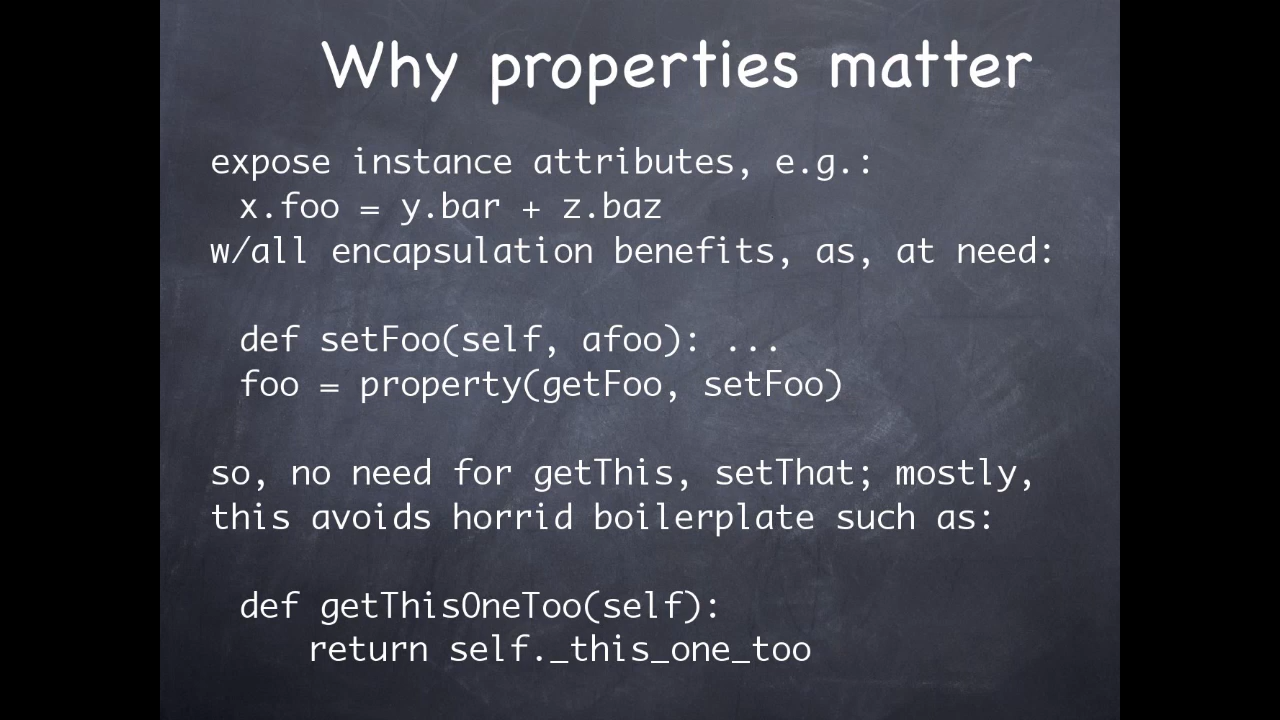 Why properties matter
expose instance attributes, e.g.:
x.foo = y.bar + z.baz
w/all encapsulation benefits, as, at need:
def setFoo(self, afoo): ...
foo = property(getFoo, setFoo)
so, no need for getThis, setThat; mostly,
this avoids horrid boilerplate such as:
def getThisOneToo(self):
return self._this_one_too